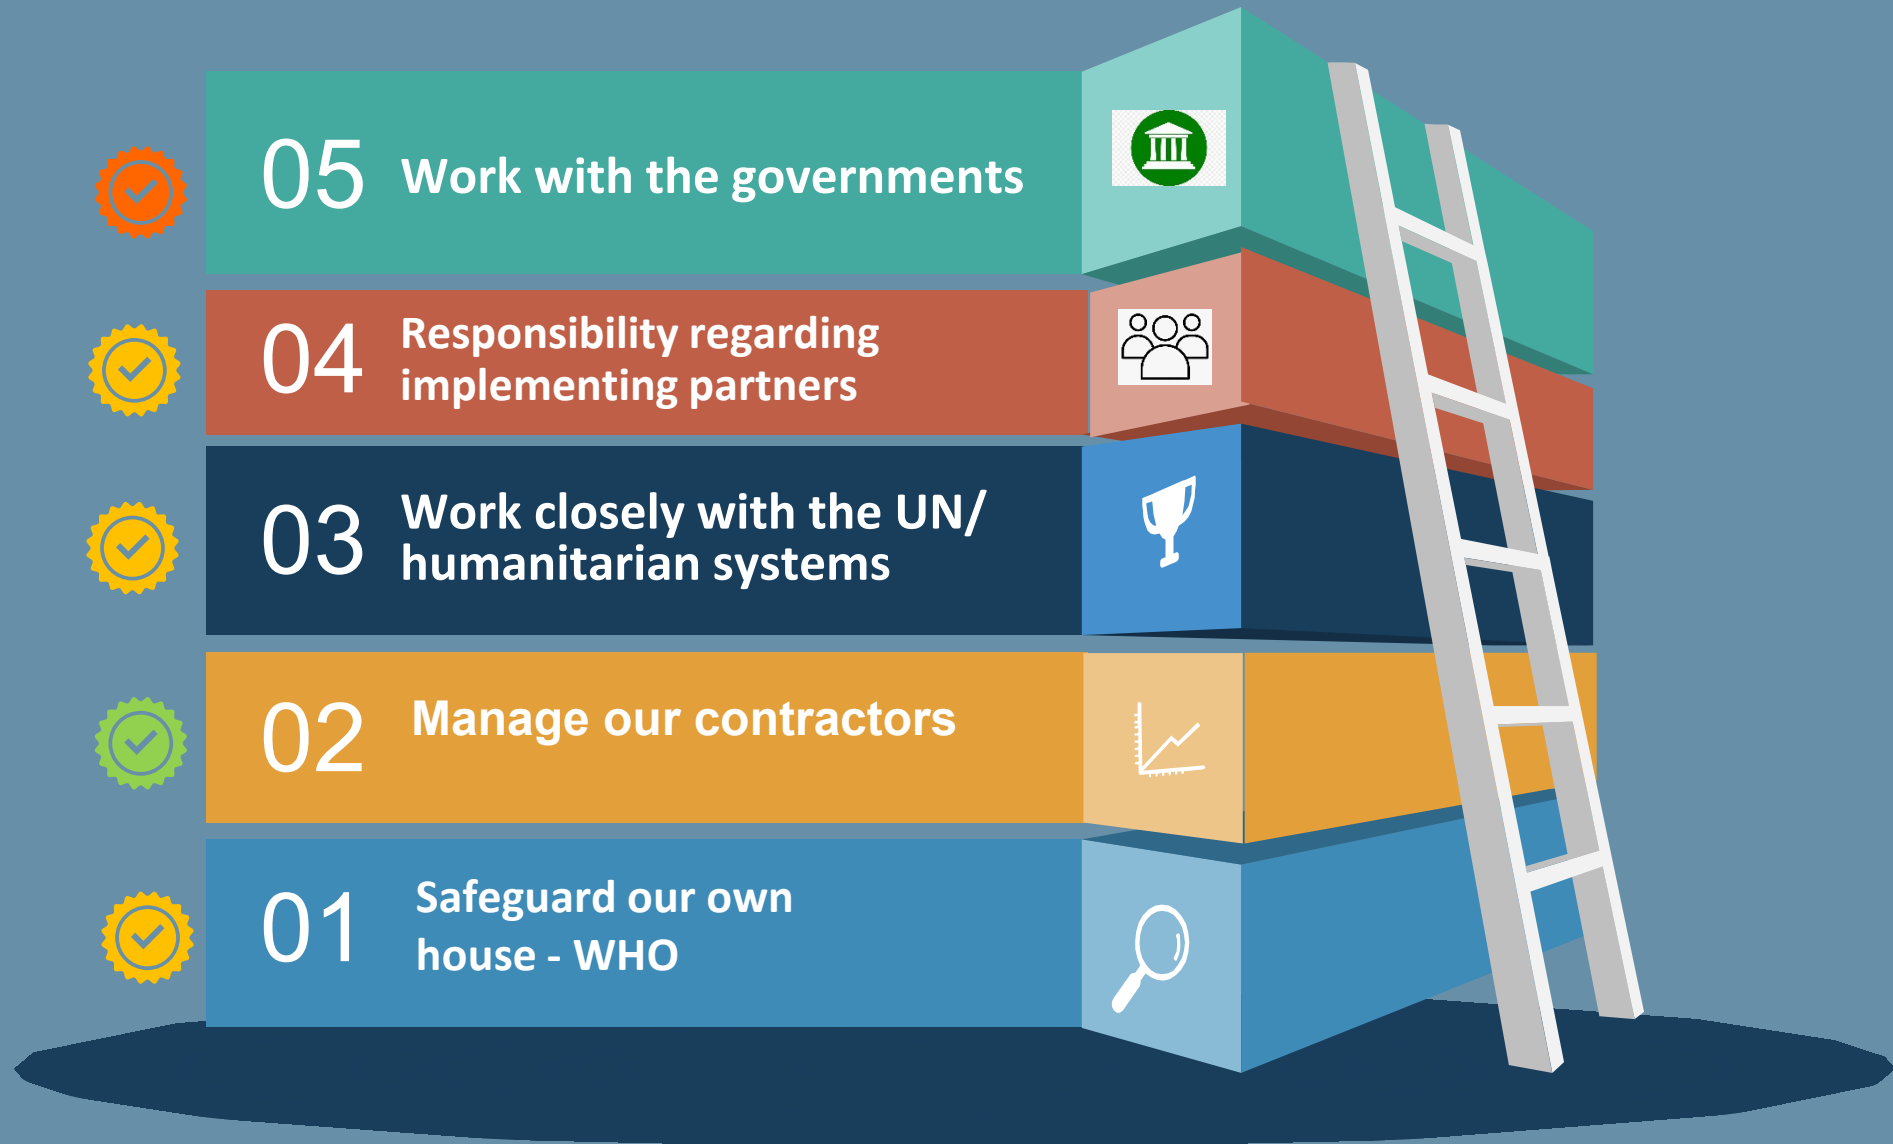 05 Work with the governments
04 Responsibility regarding
implementing partners
03 Work closely with the UN/
humanitarian systems
02 Manage our contractors
01 Safeguard our own
house - WHO